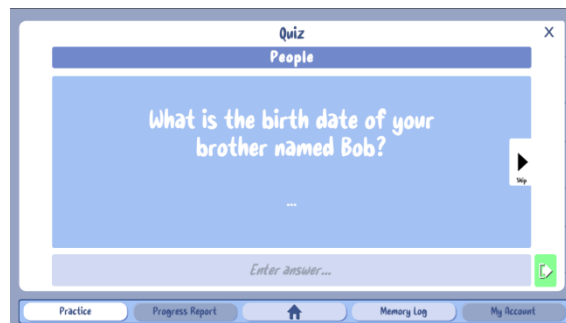 Quiz
X
People
What is the birth date of your
brother named Bob?
...
Skip
Enter answer...
Practice
Progress Report
Memory Log
My Account